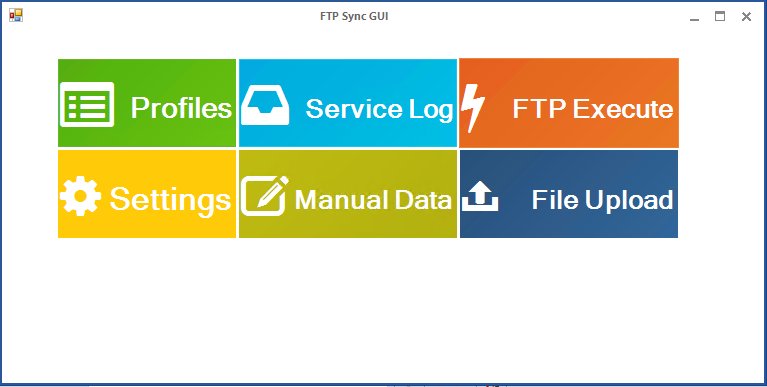 FTP Sync GUI
Profiles
Service Log
FTP Execute
Settings
Manual Data
File Upload